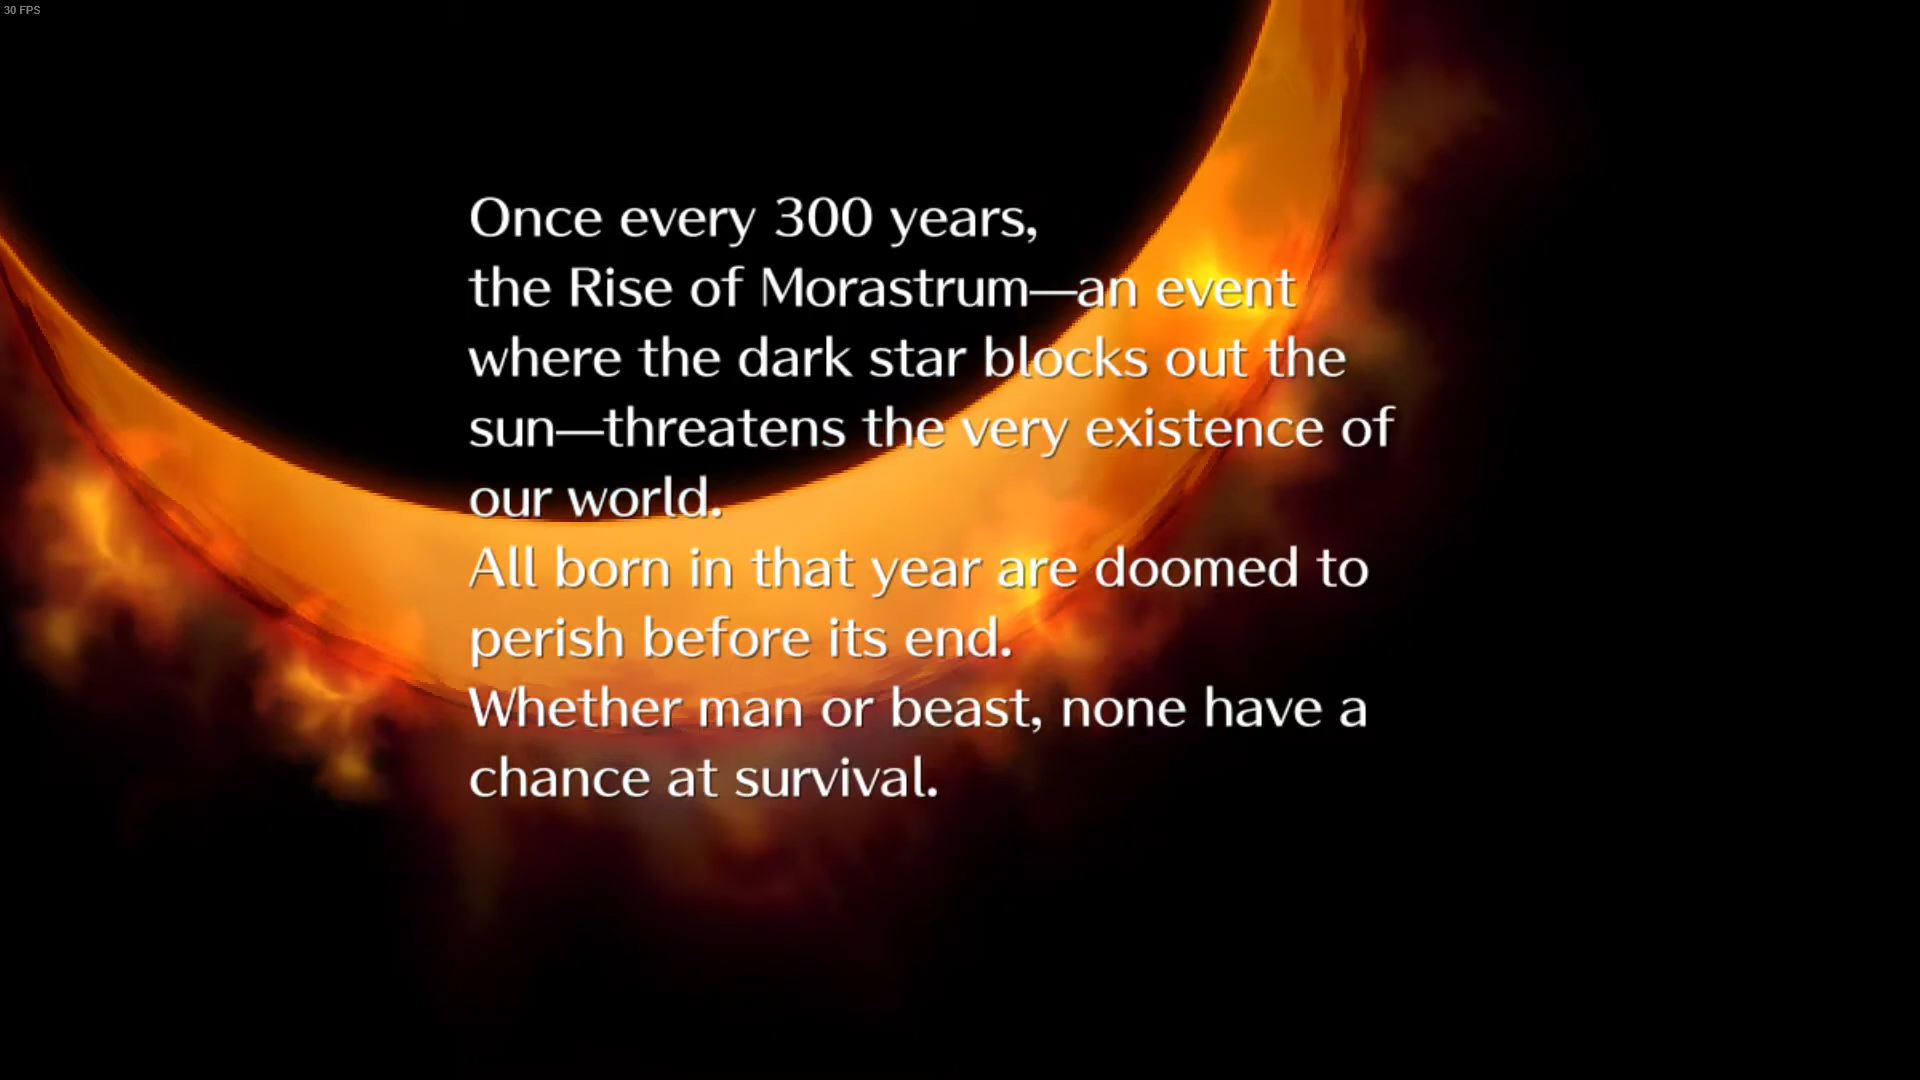 30 FPS
Once every 300 years,
the Rise of Morastrum—an event
where the dark star blocks out the
sun—threatens the very existence of
our world.
All born in that year are doomed to
perish before its end.
Whether man or beast, none have a
chance at survival.